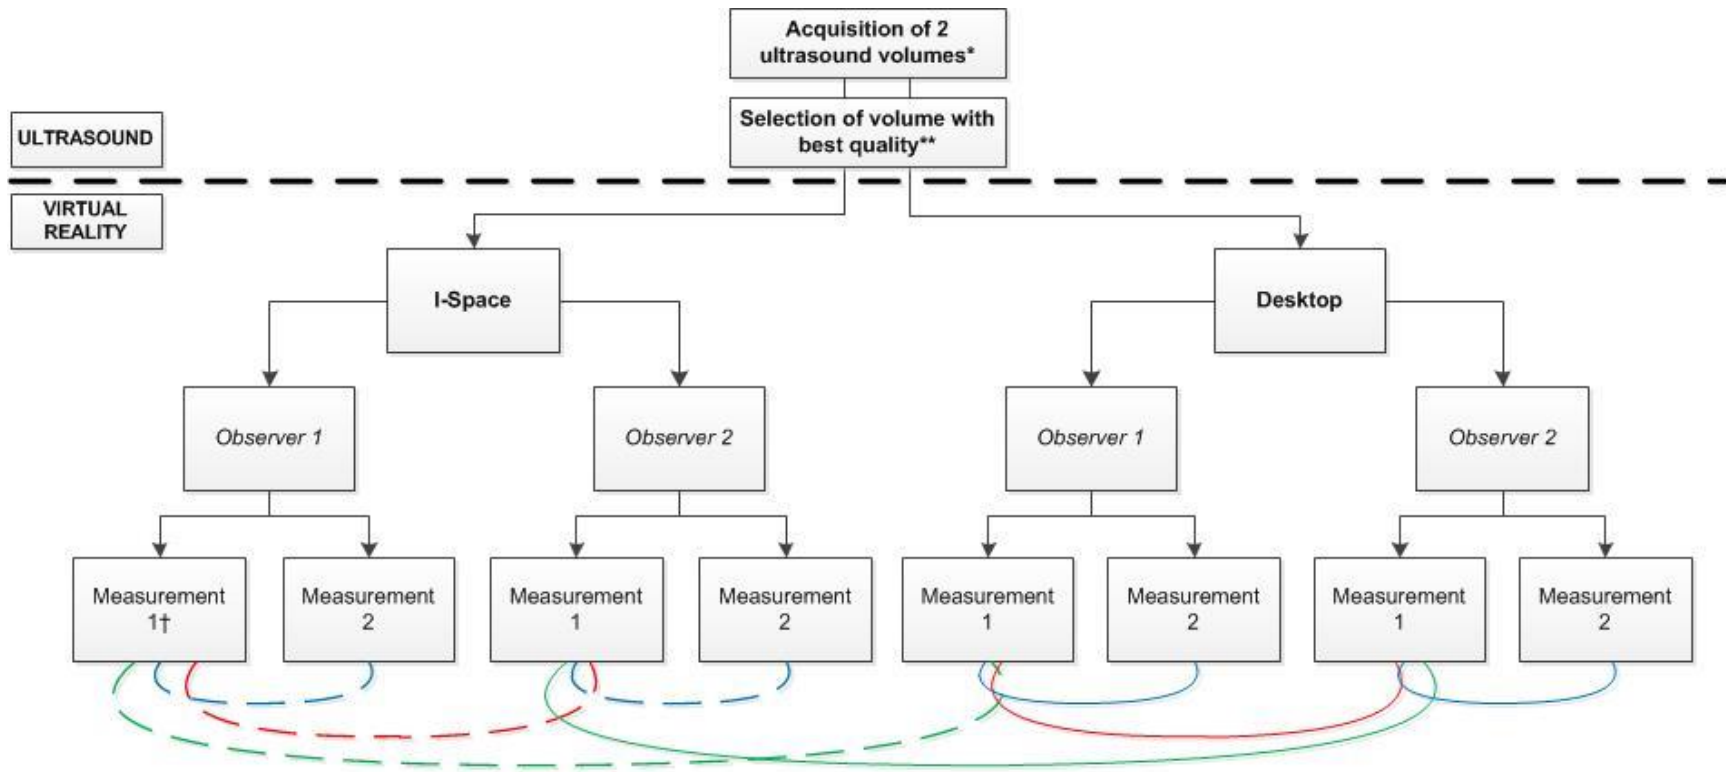 Acquisition of 2
ultrasound volumes*
Selection of volume with
best quality**
ULTRASOUND
VIRTUAL
REALITY
I-Space
Desktop
Observer 1
Observer 2
Observer 1
Observer 2
Measurement
1†
Measurement
2
Measurement
1
Measurement
2
Measurement
1
Measurement
2
Measurement
1
Measurement
2